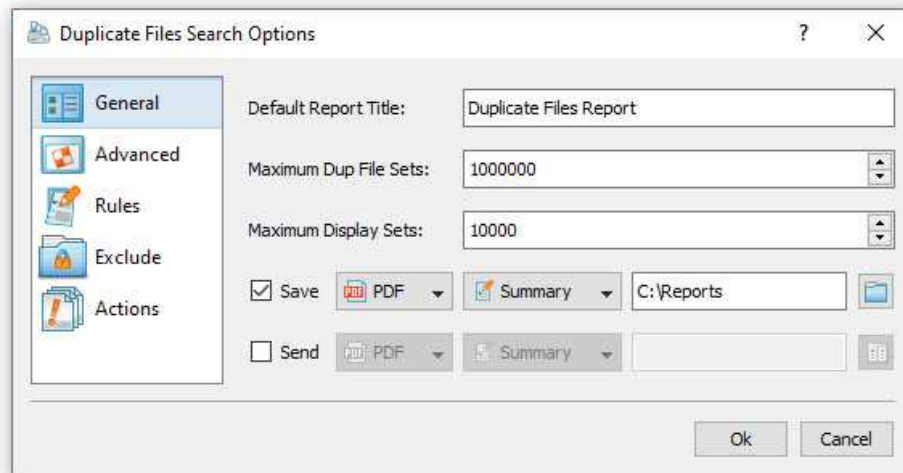 Duplicate Files Search Options ?
General
Advanced
Rules
Exclude
Actions
Default Report Title: Duplicate Files Report
Maximum Dup File Sets: 1000000
Maximum Display Sets: 10000
Save PDF Summary C:\Reports
Send PDF Summary
Ok Cancel